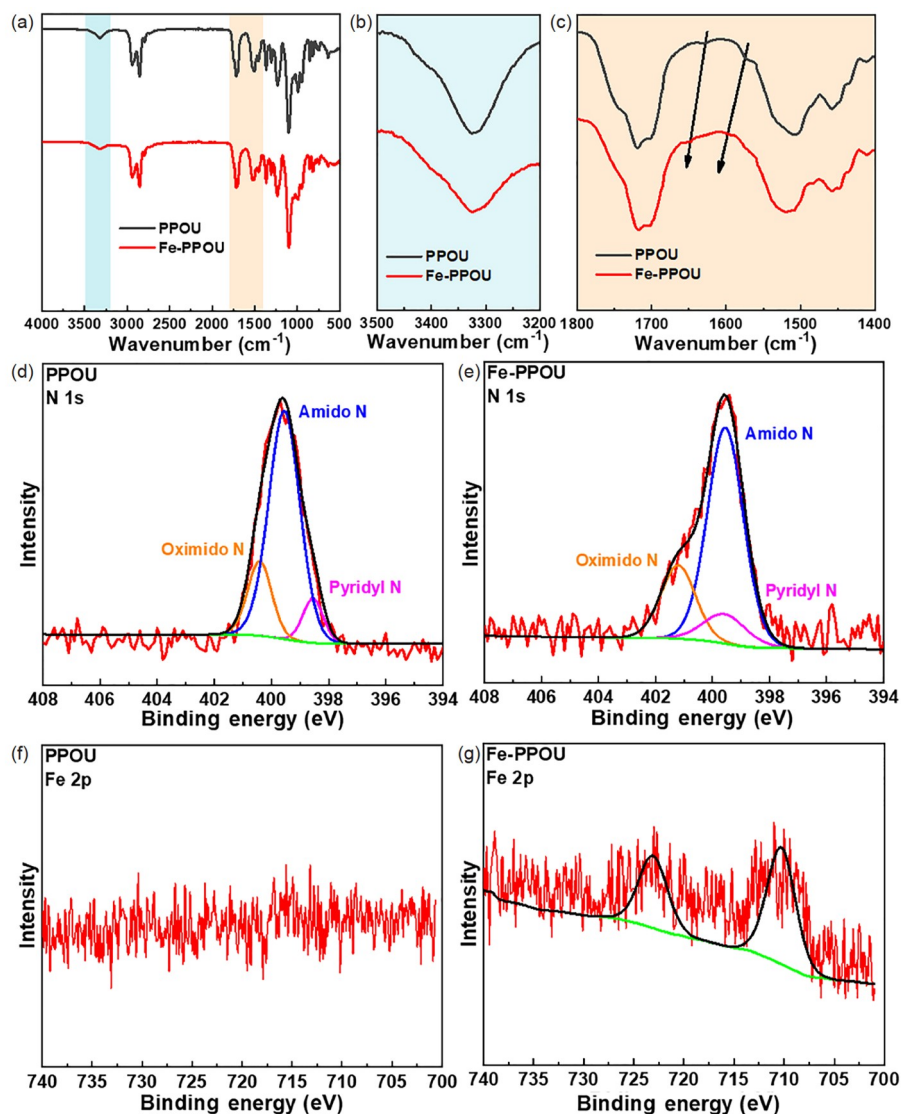 (a)
PPOU
Fe-PPOU
4000 3500 3000 2500 2000 1500 1000 500
Wavenumber (cm⁻¹)
(b)
PPOU
Fe-PPOU
3500 3400 3300 3200
Wavenumber (cm⁻¹)
(c)
PPOU
Fe-PPOU
1800 1700 1600 1500 1400
Wavenumber (cm⁻¹)
(d)
PPOU
N 1s
Amido N
Oximido N
Pyridyl N
Intensity
408 406 404 402 400 398 396 394
Binding energy (eV)
(e)
Fe-PPOU
N 1s
Amido N
Oximido N
Pyridyl N
Intensity
408 406 404 402 400 398 396 394
Binding energy (eV)
(f)
PPOU
Fe 2p
Intensity
740 735 730 725 720 715 710 705 700
Binding energy (eV)
(g)
Fe-PPOU
Fe 2p
Intensity
740 735 730 725 720 715 710 705 700
Binding energy (eV)